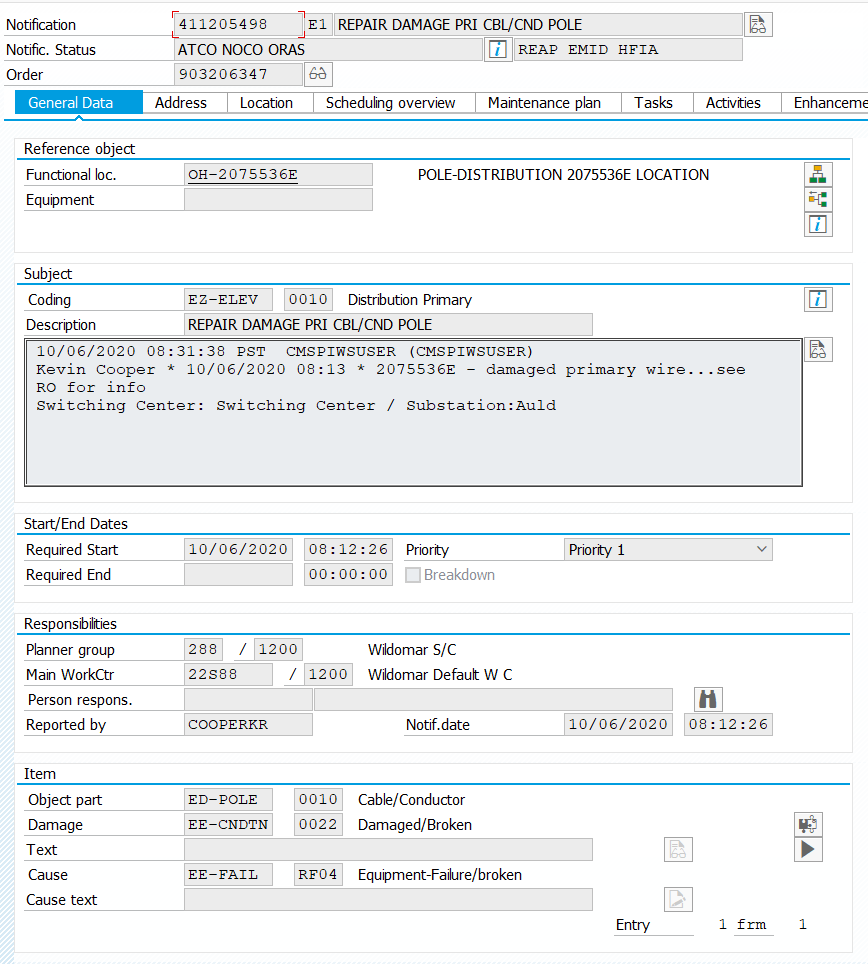 Notification 411205498 E1 REPAIR DAMAGE PRI CBL/CND POLE
Notific. Status ATCO NOCO ORAS REAP EMID HFIA
Order 903206347
General Data Address Location Scheduling overview Maintenance plan Tasks Activities Enhanceme
Reference object
Functional loc. OH-2075536E POLE-DISTRIBUTION 2075536E LOCATION
Equipment
Subject
Coding EZ-ELEV 0010 Distribution Primary
Description REPAIR DAMAGE PRI CBL/CND POLE
10/06/2020 08:31:38 PST CMSPIWSUSER (CMSPIWSUSER)
Kevin Cooper * 10/06/2020 08:13 * 2075536E - damaged primary wire...see
RO for info
Switching Center: Switching Center / Substation:Auld
Start/End Dates
Required Start 10/06/2020 08:12:26 Priority Priority 1
Required End 00:00:00 Breakdown
Responsibilities
Planner group 288 / 1200 Wildomar S/C
Main WorkCtr 22S88 / 1200 Wildomar Default W C
Person respons.
Reported by COOPERKR Notif.date 10/06/2020 08:12:26
Item
Object part ED-POLE 0010 Cable/Conductor
Damage EE-CNDTN 0022 Damaged/Broken
Text
Cause EE-FAIL RF04 Equipment-Failure/broken
Cause text
Entry 1 frm 1